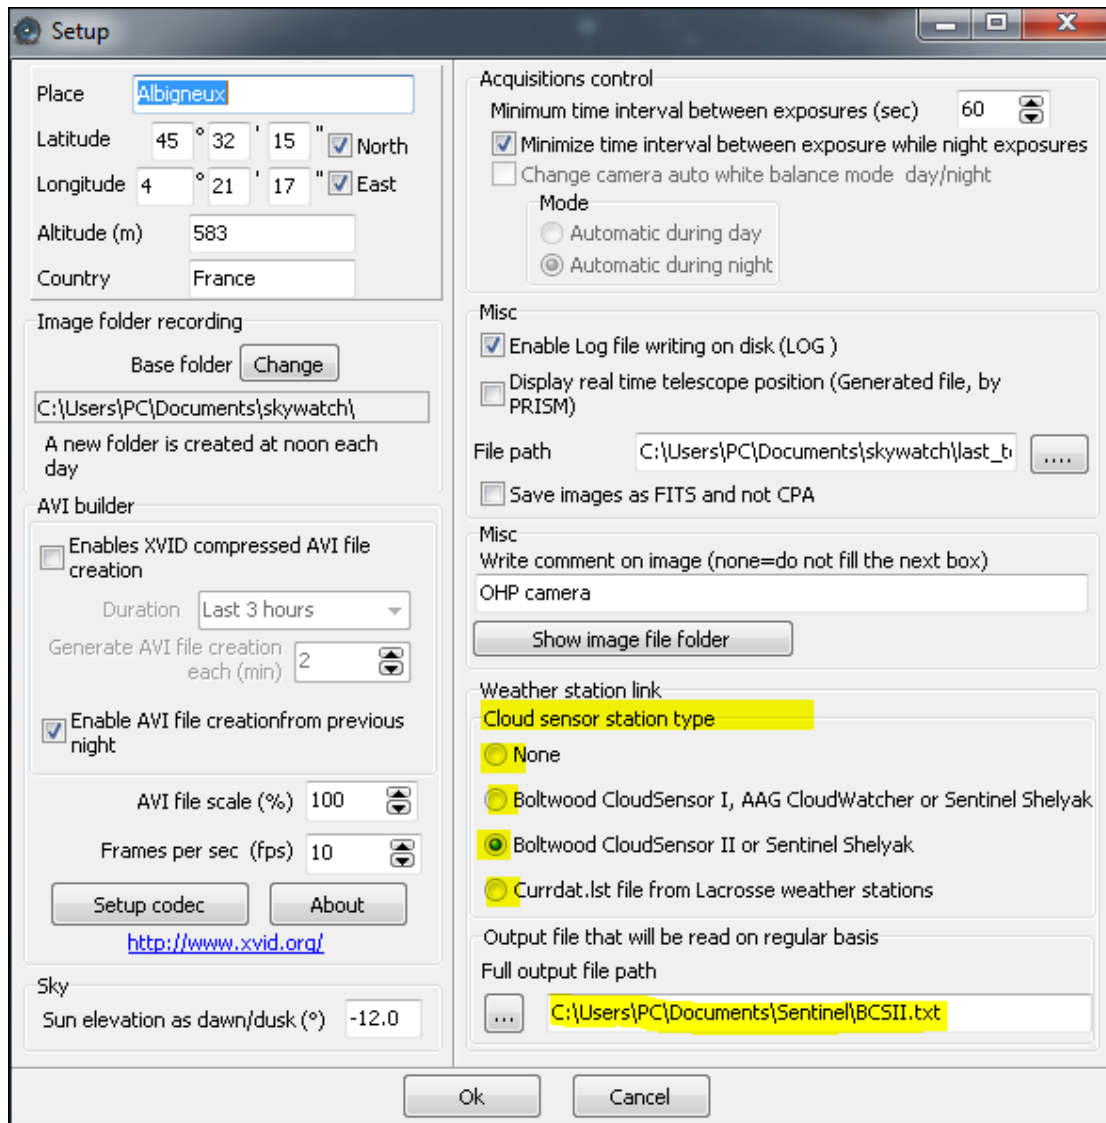 Setup
Place Albigneux
Latitude 45 ° 32 ' 15 " North
Longitude 4 ° 21 ' 17 " East
Altitude (m) 583
Country France
Image folder recording
Base folder Change
C:\Users\PC\Documents\skywatch\
A new folder is created at noon each
day
AVI builder
Enables XVID compressed AVI file
creation
Duration Last 3 hours
Generate AVI file creation
each (min) 2
Enable AVI file creationfrom previous
night
AVI file scale (%) 100
Frames per sec (fps) 10
Setup codec About
http://www.xvid.org/
Sky
Sun elevation as dawn/dusk (°) -12.0
Acquisitions control
Minimum time interval between exposures (sec) 60
Minimize time interval between exposure while night exposures
Change camera auto white balance mode day/night
Mode
Automatic during day
Automatic during night
Misc
Enable Log file writing on disk (LOG )
Display real time telescope position (Generated file, by
PRISM)
File path C:\Users\PC\Documents\skywatch\last_t ....
Save images as FITS and not CPA
Misc
Write comment on image (none=do not fill the next box)
OHP camera
Show image file folder
Weather station link
Cloud sensor station type
None
Boltwood CloudSensor I, AAG CloudWatcher or Sentinel Shelyak
Boltwood CloudSensor II or Sentinel Shelyak
Currdat.lst file from Lacrosse weather stations
Output file that will be read on regular basis
Full output file path
... C:\Users\PC\Documents\Sentinel\BCSII.txt
Ok Cancel